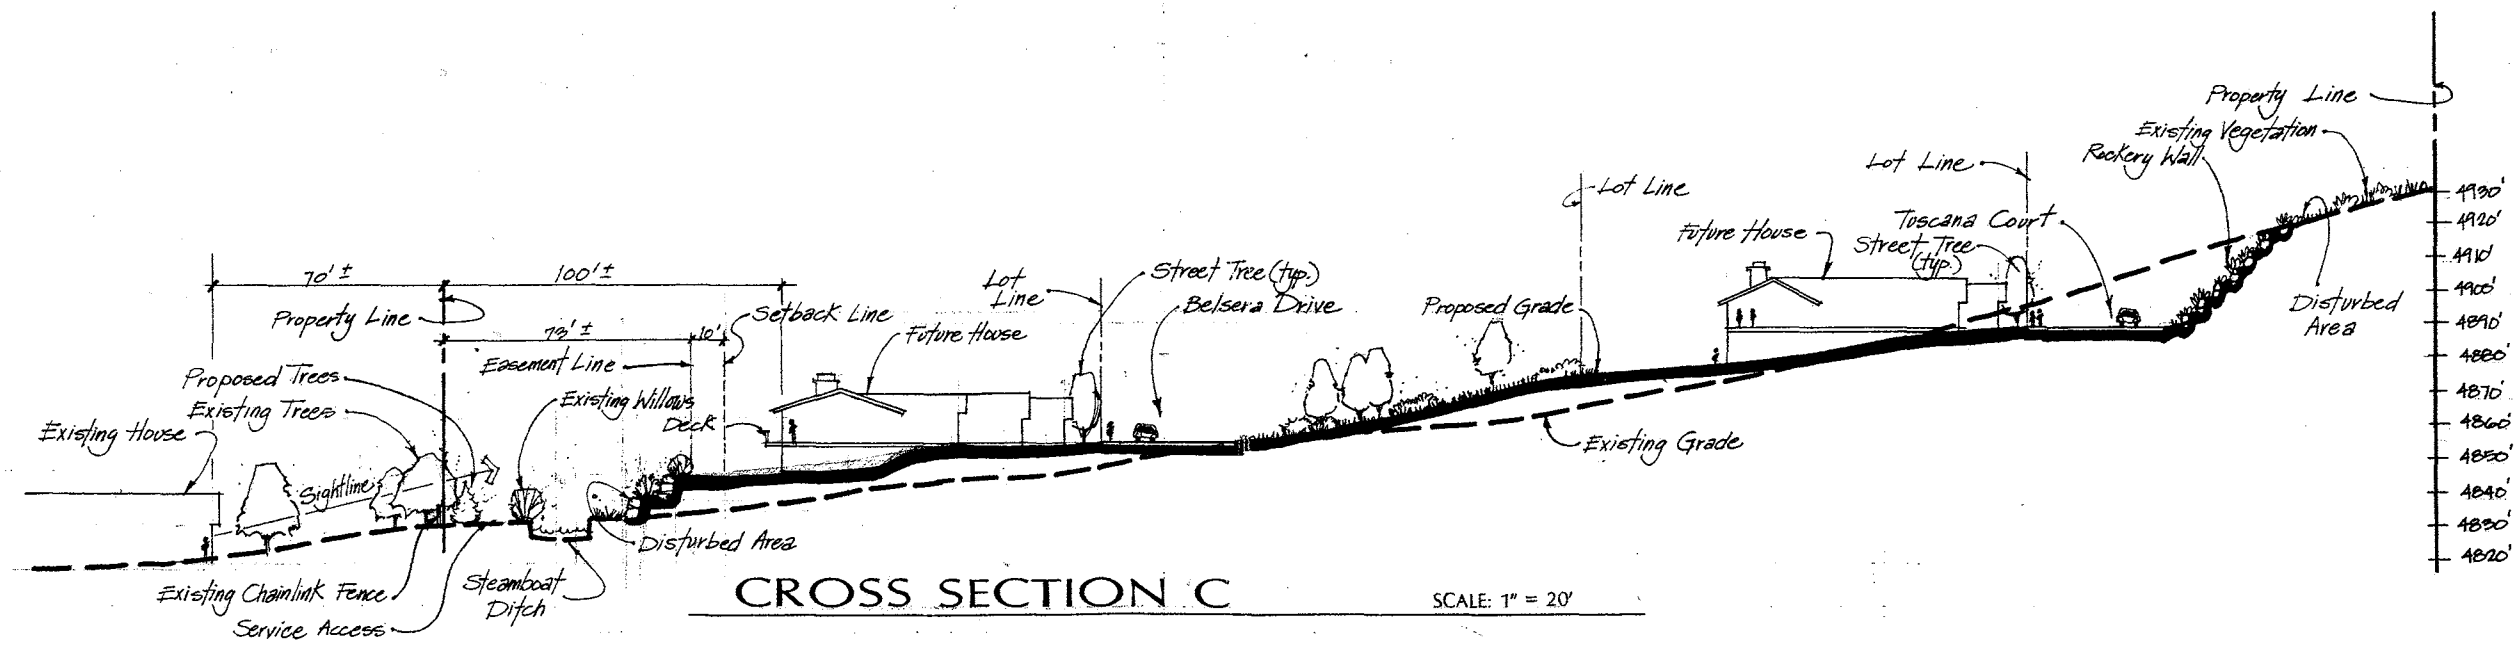 Property Line
Existing Vegetation
Rockery Wall
Lot Line
Lot Line
4930'
4920'
4910'
4900'
4890'
4880'
4870'
4860'
4850'
4840'
4830'
4820'
Toscana Court
Street Tree
(typ.)
Future House
Disturbed
Area
70' ±
100' ±
Lot
Line
Street Tree (typ.)
Belsera Drive
Proposed Grade
Property Line
73' ±
10'
Setback Line
Future House
Easement Line
Proposed Trees
Existing Trees
Existing House
Existing Willows
Deck
Existing Grade
Sightline
Disturbed Area
Existing Chainlink Fence
Service Access
Steamboat
Ditch
CROSS SECTION C
SCALE: 1" = 20'